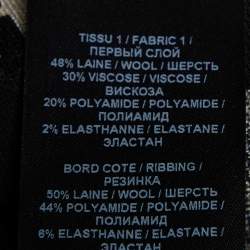 TISSU 1 / FABRIC 1 /
ПЕРВЫЙ СЛОЙ
48% LAINE / WOOL / ШЕРСТЬ
30% VISCOSE / VISCOSE /
ВИСКОЗА
20% POLYAMIDE / POLYAMIDE /
ПОЛИАМИД
2% ELASTHANNE / ELASTANE /
ЭЛАСТАН
BORD COTE / RIBBING /
РЕЗИНКА
50% LAINE / WOOL / ШЕРСТЬ
44% POLYAMIDE / POLYAMIDE /
ПОЛИАМИД
6% ELASTHANNE / ELASTANE /
ЭЛАСТАН